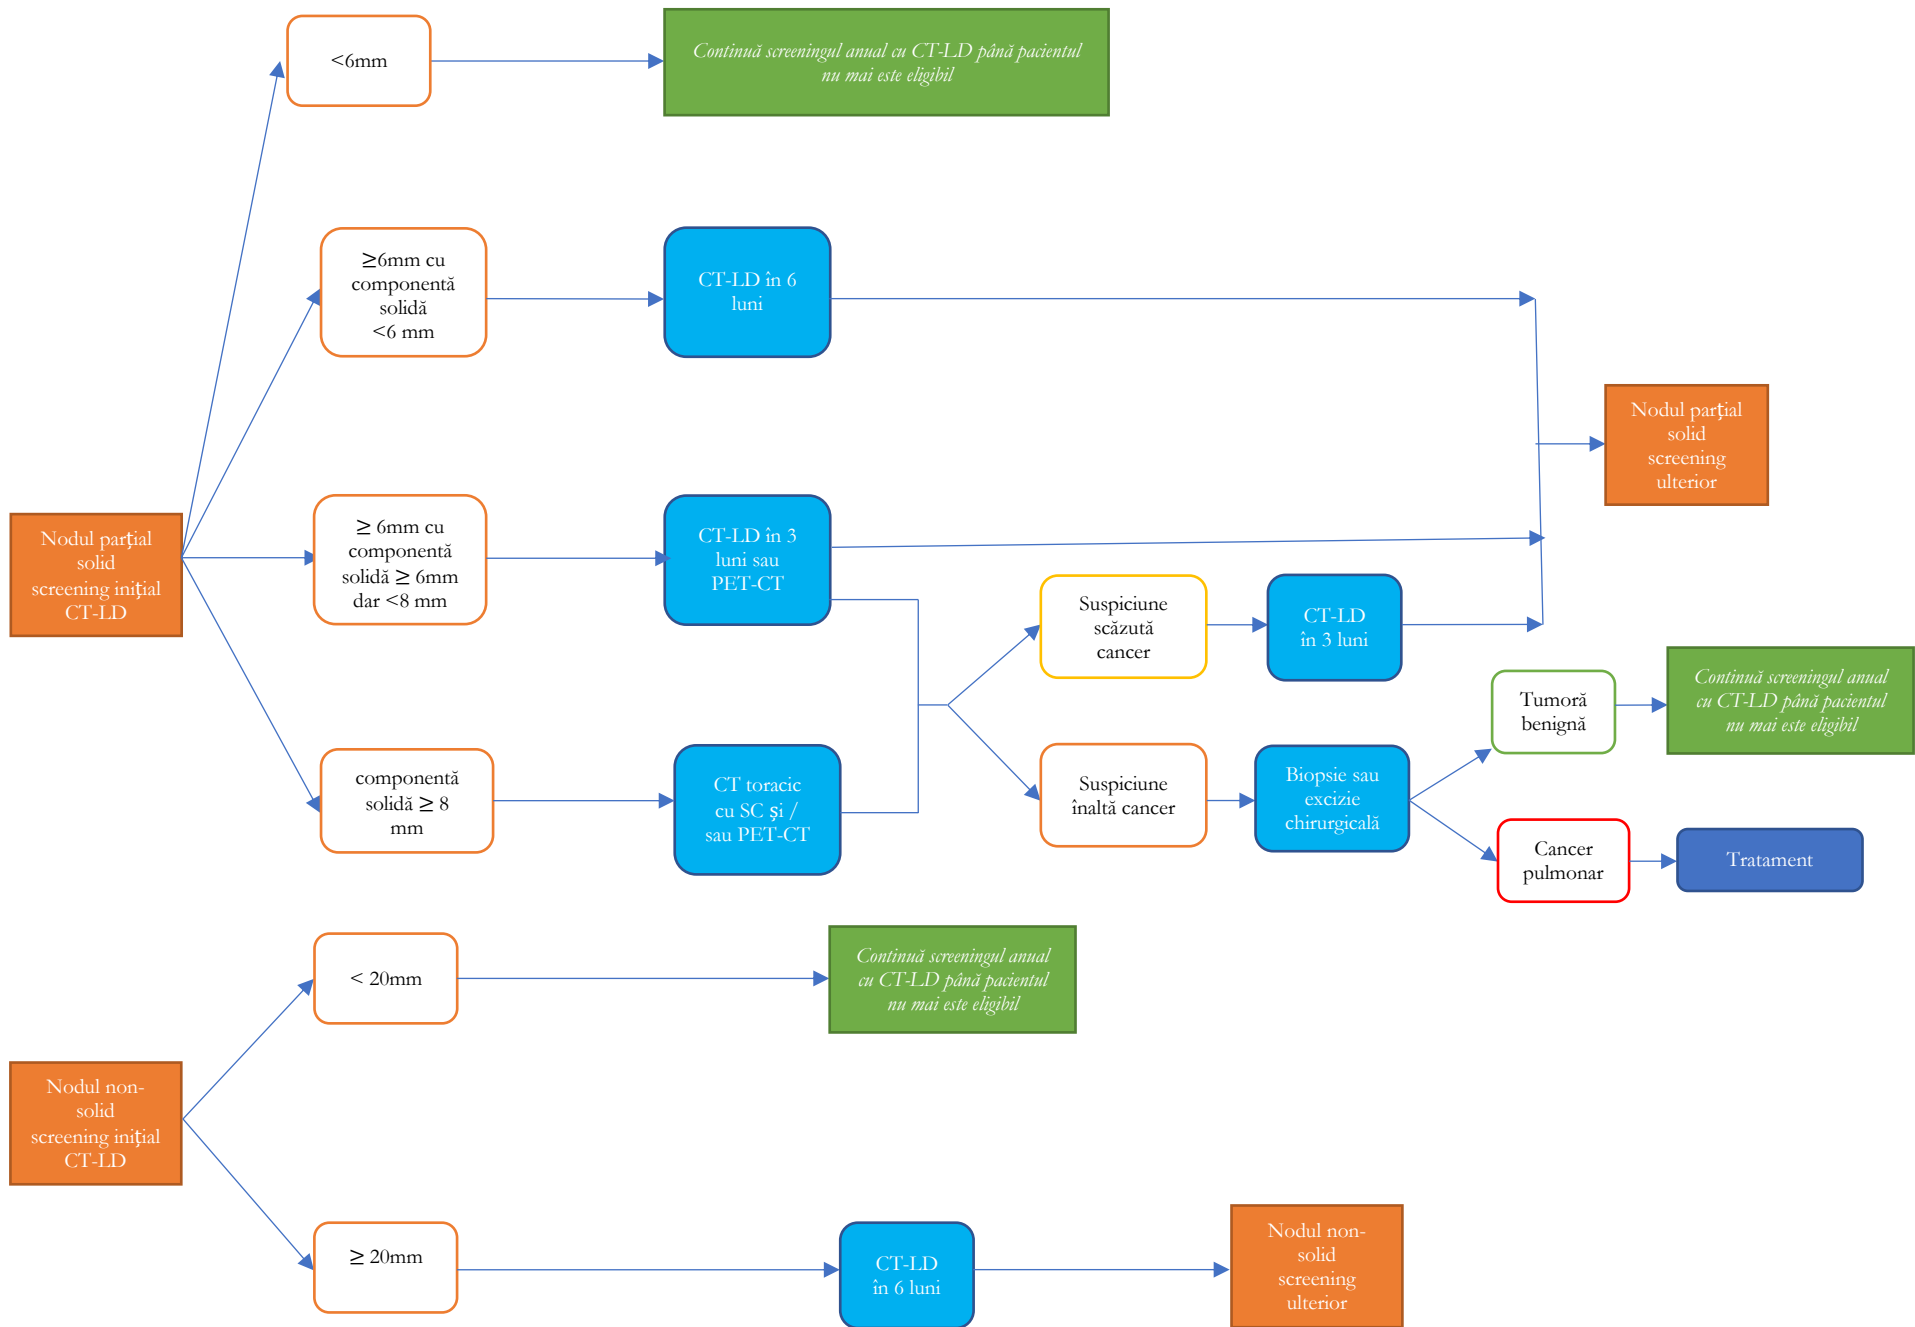 <6mm
Continuă screeningul anual cu CT-LD până pacientul
nu mai este eligibil
≥6mm cu
componentă
solidă
<6 mm
CT-LD în 6
luni
Nodul parțial
solid
screening
ulterior
Nodul parțial
solid
screening inițial
CT-LD
≥ 6mm cu
componentă
solidă ≥ 6mm
dar <8 mm
CT-LD în 3
luni sau
PET-CT
Suspiciune
scăzută
cancer
CT-LD
în 3 luni
Tumoră
benignă
Continuă screeningul anual
cu CT-LD până pacientul
nu mai este eligibil
componentă
solidă ≥ 8
mm
CT toracic
cu SC și /
sau PET-CT
Suspiciune
înaltă cancer
Biopsie sau
excizie
chirurgicală
Cancer
pulmonar
Tratament
< 20mm
Continuă screeningul anual
cu CT-LD până pacientul
nu mai este eligibil
Nodul non-
solid
screening inițial
CT-LD
≥ 20mm
CT-LD
în 6 luni
Nodul non-
solid
screening
ulterior